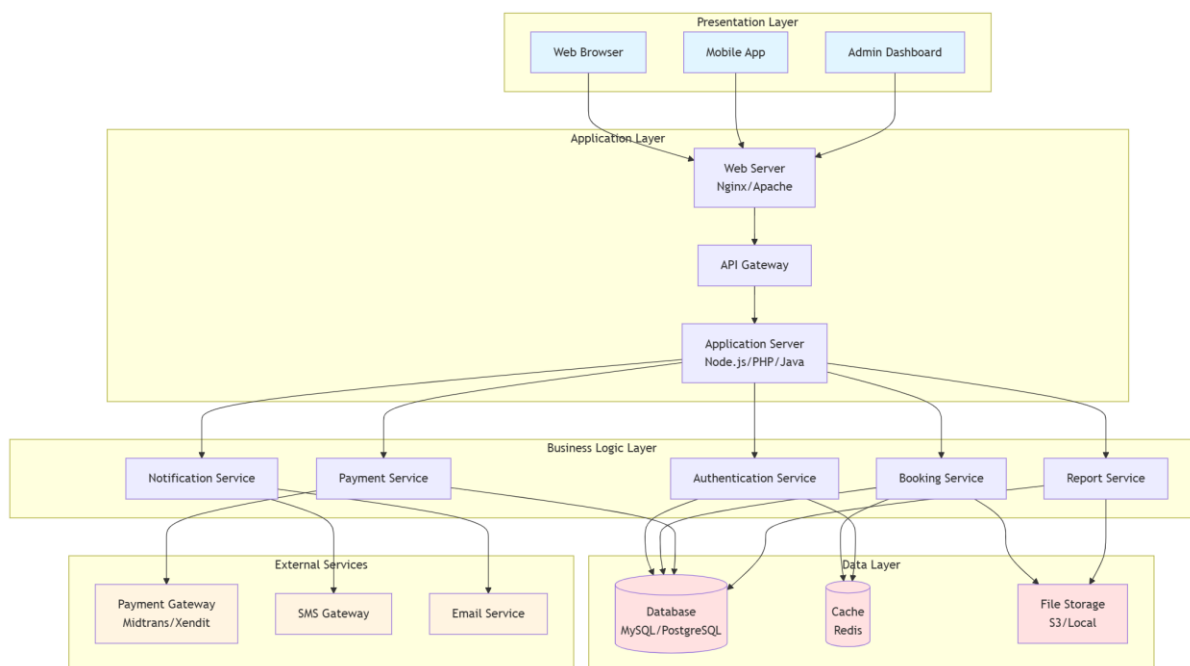 Presentation Layer
Web Browser
Mobile App
Admin Dashboard
Application Layer
Web Server
Nginx/Apache
API Gateway
Application Server
Node.js/PHP/Java
Business Logic Layer
Notification Service
Payment Service
Authentication Service
Booking Service
Report Service
External Services
Payment Gateway
Midtrans/Xendit
SMS Gateway
Email Service
Data Layer
Database
MySQL/PostgreSQL
Cache
Redis
File Storage
S3/Local